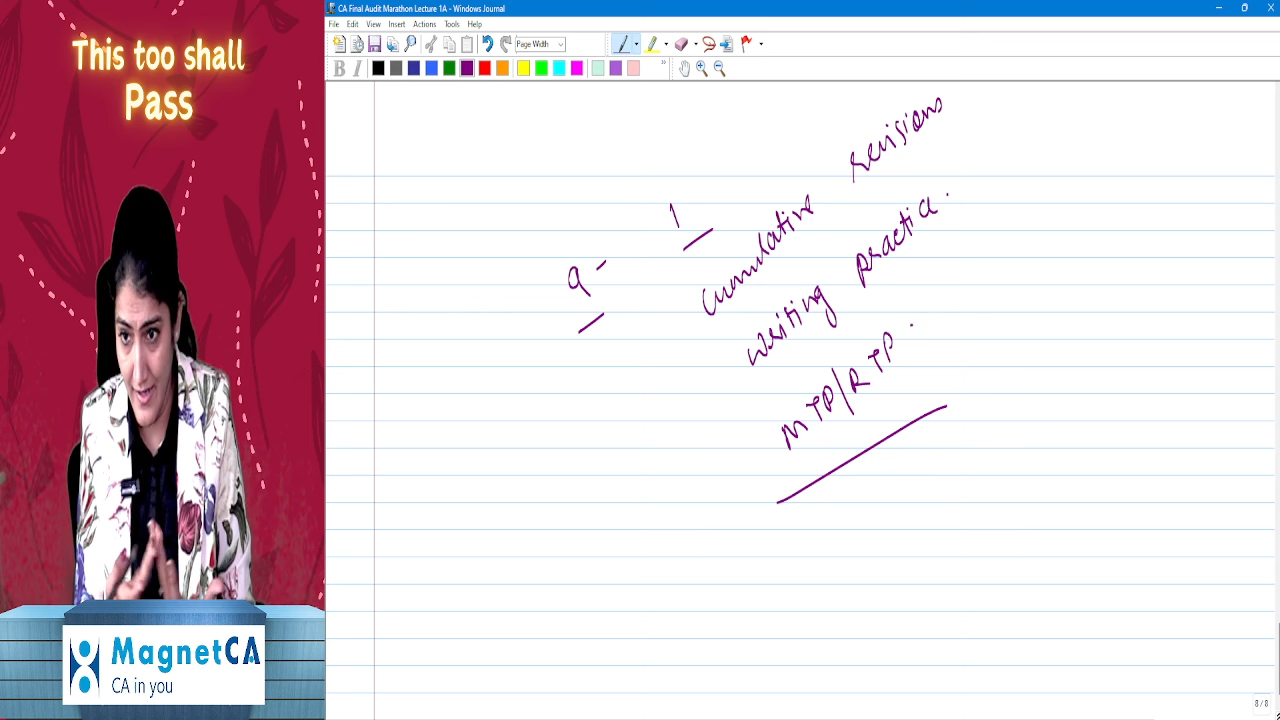 This too shall
Pass
CA Final Audit Marathon Lecture 1A - Windows Journal
File Edit View Insert Actions Tools Help
Page Width
B I
1
9 -
Cumulative revisions
Writing practice.
MTP/RTP.
MagnetCA
CA in you
8 / 8